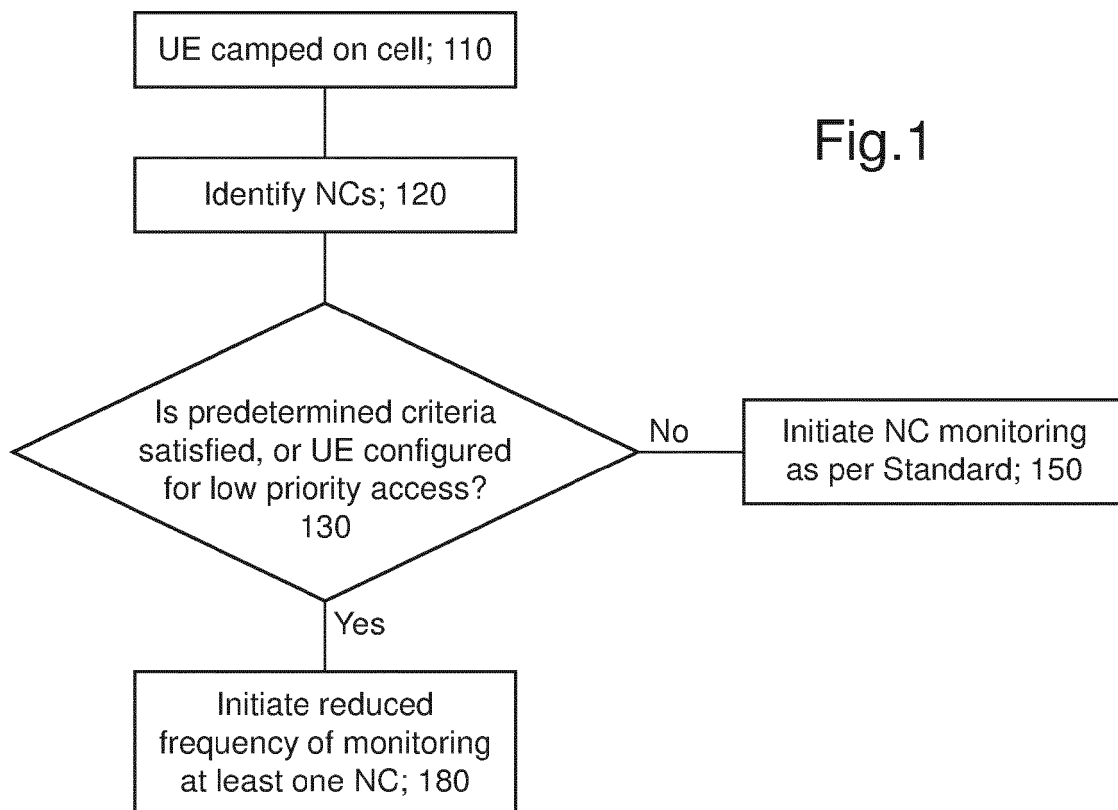 UE camped on cell; 110
Fig.1
Identify NCs; 120
Is predetermined criteria
satisfied, or UE configured
for low priority access?
130
No
Initiate NC monitoring
as per Standard; 150
Yes
Initiate reduced
frequency of monitoring
at least one NC; 180